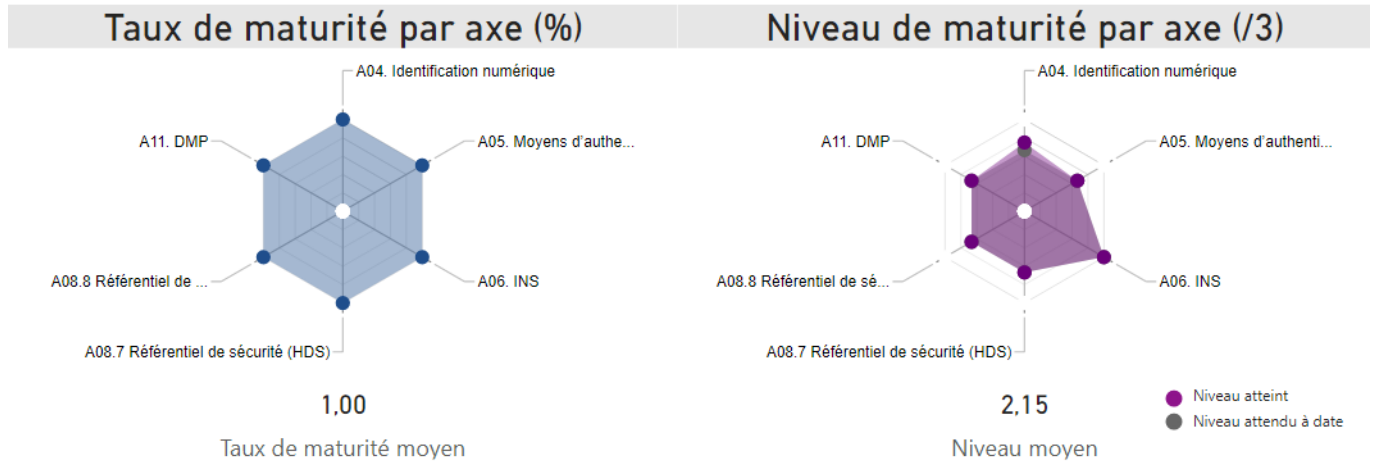 Taux de maturité par axe (%)
A04. Identification numérique
A11. DMP
A05. Moyens d'authe...
A08.8 Référentiel de ...
A06. INS
A08.7 Référentiel de sécurité (HDS)
1,00
Taux de maturité moyen
Niveau de maturité par axe (/3)
A04. Identification numérique
A11. DMP
A05. Moyens d'authenti...
A08.8 Référentiel de sé...
A06. INS
A08.7 Référentiel de sécurité (HDS)
2,15
Niveau moyen
Niveau atteint
Niveau attendu à date